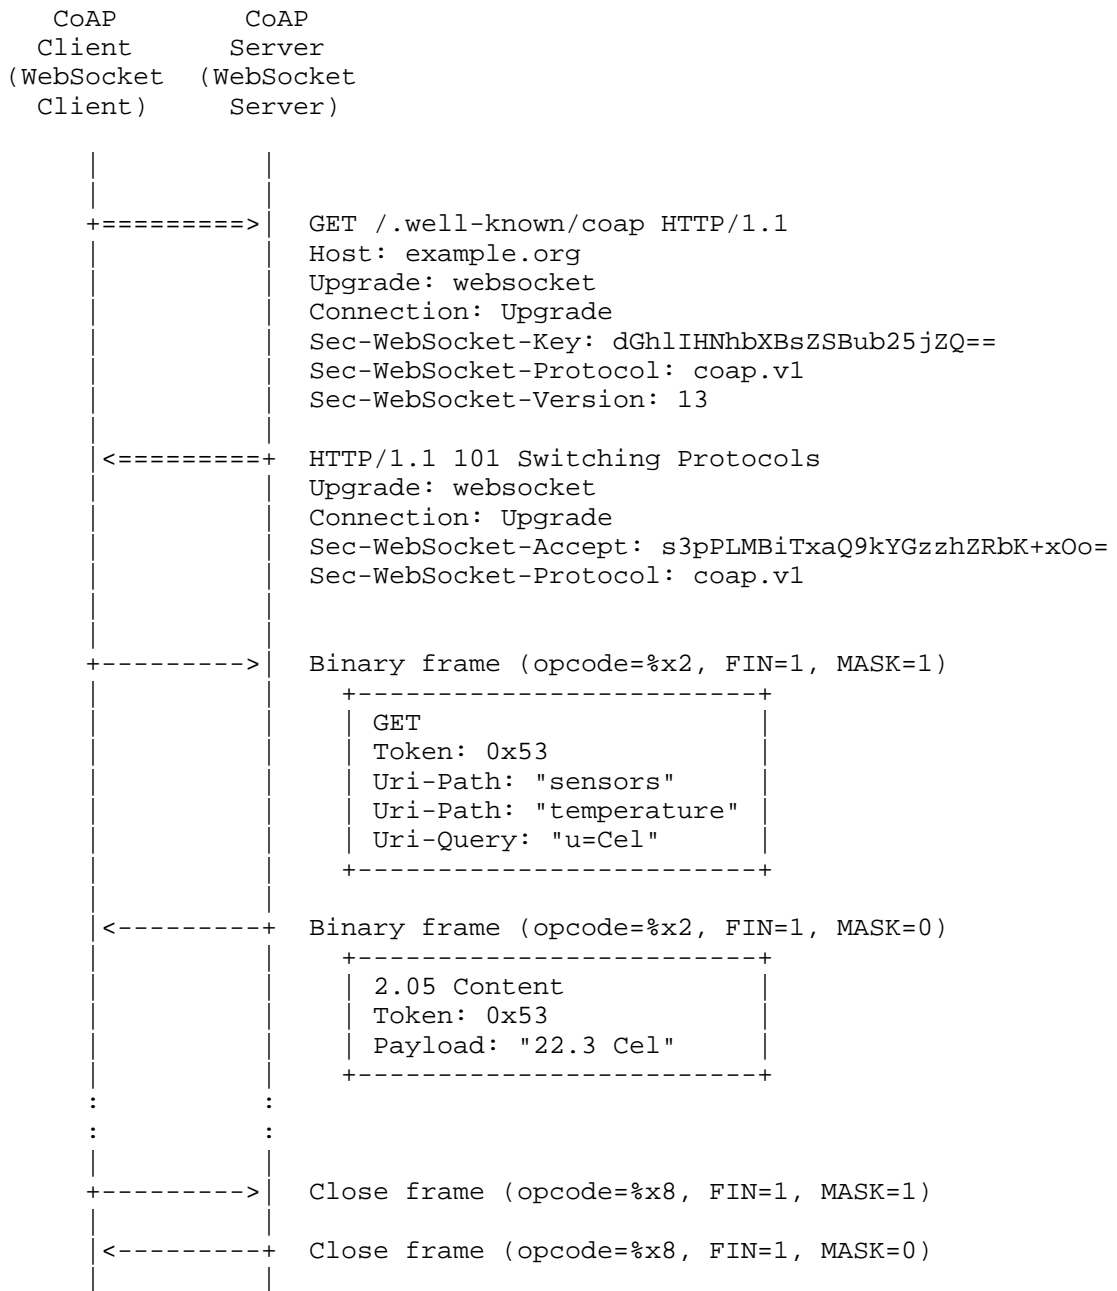 CoAP CoAP
Client Server
(WebSocket (WebSocket
Client) Server)
| |
| |
+=========>| GET /.well-known/coap HTTP/1.1
| | Host: example.org
| | Upgrade: websocket
| | Connection: Upgrade
| | Sec-WebSocket-Key: dGhlIHNhbXBsZSBub25jZQ==
| | Sec-WebSocket-Protocol: coap.v1
| | Sec-WebSocket-Version: 13
| |
|<=========+ HTTP/1.1 101 Switching Protocols
| | Upgrade: websocket
| | Connection: Upgrade
| | Sec-WebSocket-Accept: s3pPLMBiTxaQ9kYGzzhZRbK+xOo=
| | Sec-WebSocket-Protocol: coap.v1
| |
| |
+--------->| Binary frame (opcode=%x2, FIN=1, MASK=1)
| | +-------------------------+
| | | GET |
| | | Token: 0x53 |
| | | Uri-Path: "sensors" |
| | | Uri-Path: "temperature" |
| | | Uri-Query: "u=Cel" |
| | +-------------------------+
| |
|<---------+ Binary frame (opcode=%x2, FIN=1, MASK=0)
| | +-------------------------+
| | | 2.05 Content |
| | | Token: 0x53 |
| | | Payload: "22.3 Cel" |
| | +-------------------------+
: :
: :
| |
+--------->| Close frame (opcode=%x8, FIN=1, MASK=1)
| |
|<---------+ Close frame (opcode=%x8, FIN=1, MASK=0)
| |